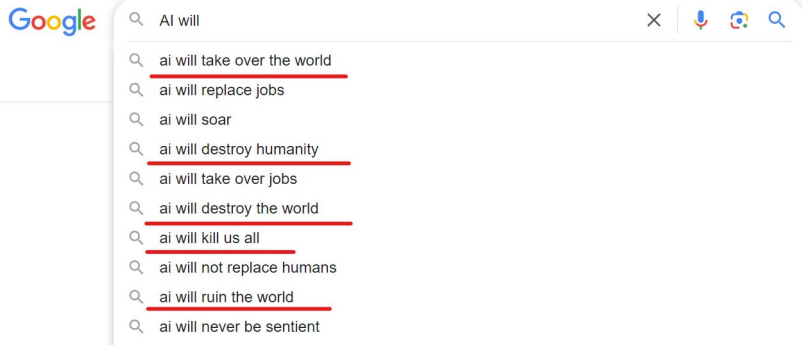 Google
AI will
ai will take over the world
ai will replace jobs
ai will soar
ai will destroy humanity
ai will take over jobs
ai will destroy the world
ai will kill us all
ai will not replace humans
ai will ruin the world
ai will never be sentient